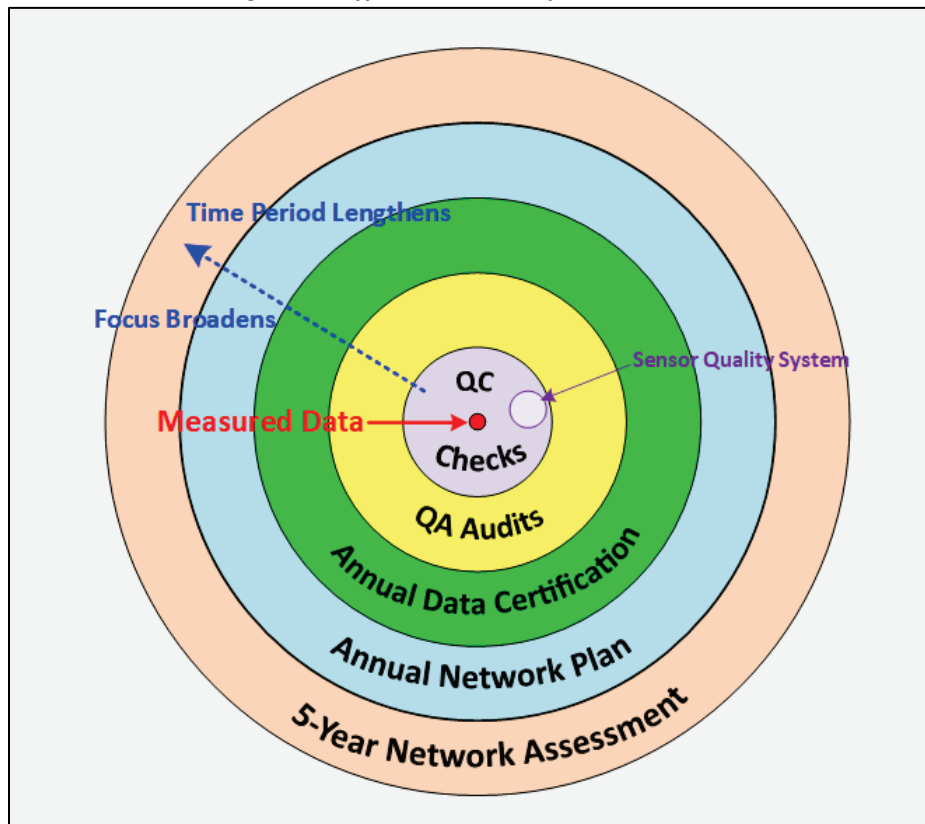 Time Period Lengthens
Focus Broadens
Sensor Quality System
QC
Measured Data
Checks
QA Audits
Annual Data Certification
Annual Network Plan
5-Year Network Assessment